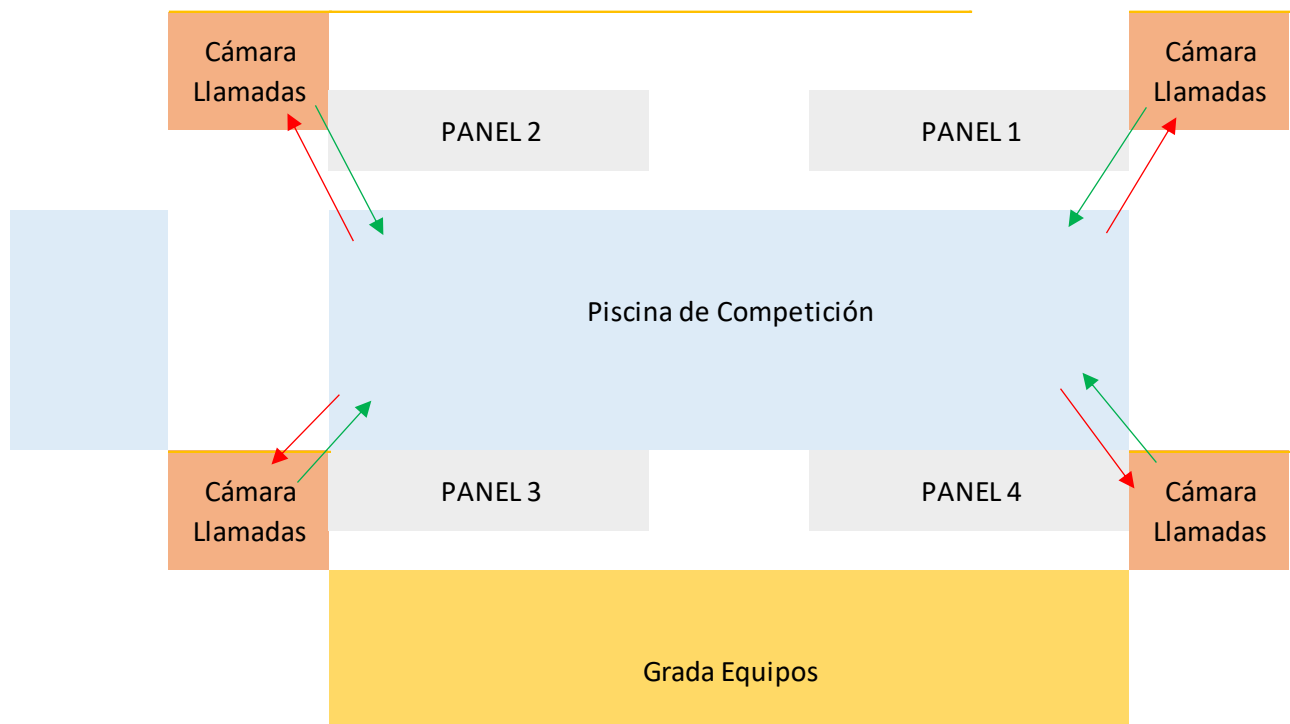 Cámara
Llamadas
PANEL 2
PANEL 1
Cámara
Llamadas
Piscina de Competición
Cámara
Llamadas
PANEL 3
PANEL 4
Cámara
Llamadas
Grada Equipos